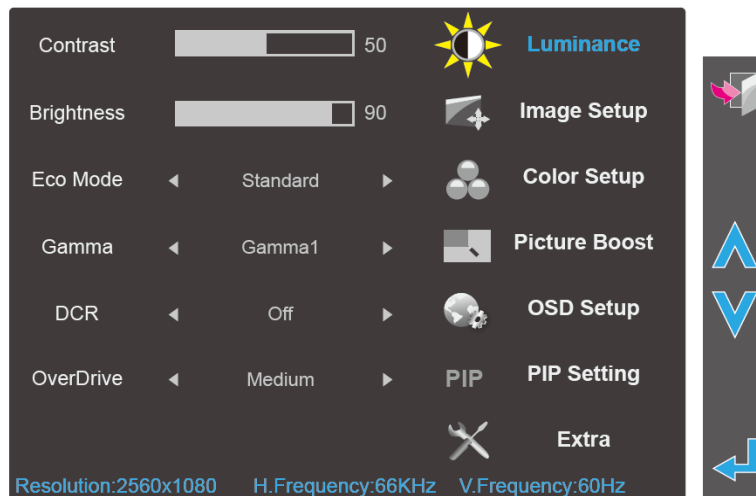 Contrast 50 Luminance
Brightness 90 Image Setup
Eco Mode Standard Color Setup
Gamma Gamma1 Picture Boost
DCR Off OSD Setup
OverDrive Medium PIP PIP Setting
Extra
Resolution:2560x1080 H.Frequency:66KHz V.Frequency:60Hz